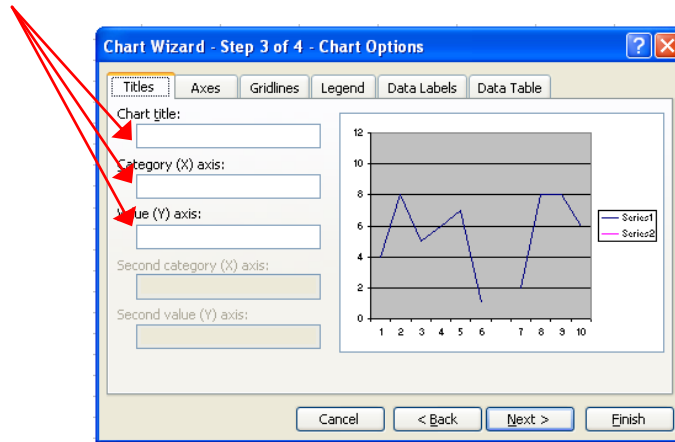 Chart Wizard - Step 3 of 4 - Chart Options
Titles Axes Gridlines Legend Data Labels Data Table
Chart title:
Category (X) axis:
Value (Y) axis:
Second category (X) axis:
Second value (Y) axis:
12
10
8
6
4
2
0
1 2 3 4 5 6 7 8 9 10
Series1
Series2
Cancel < Back Next > Finish